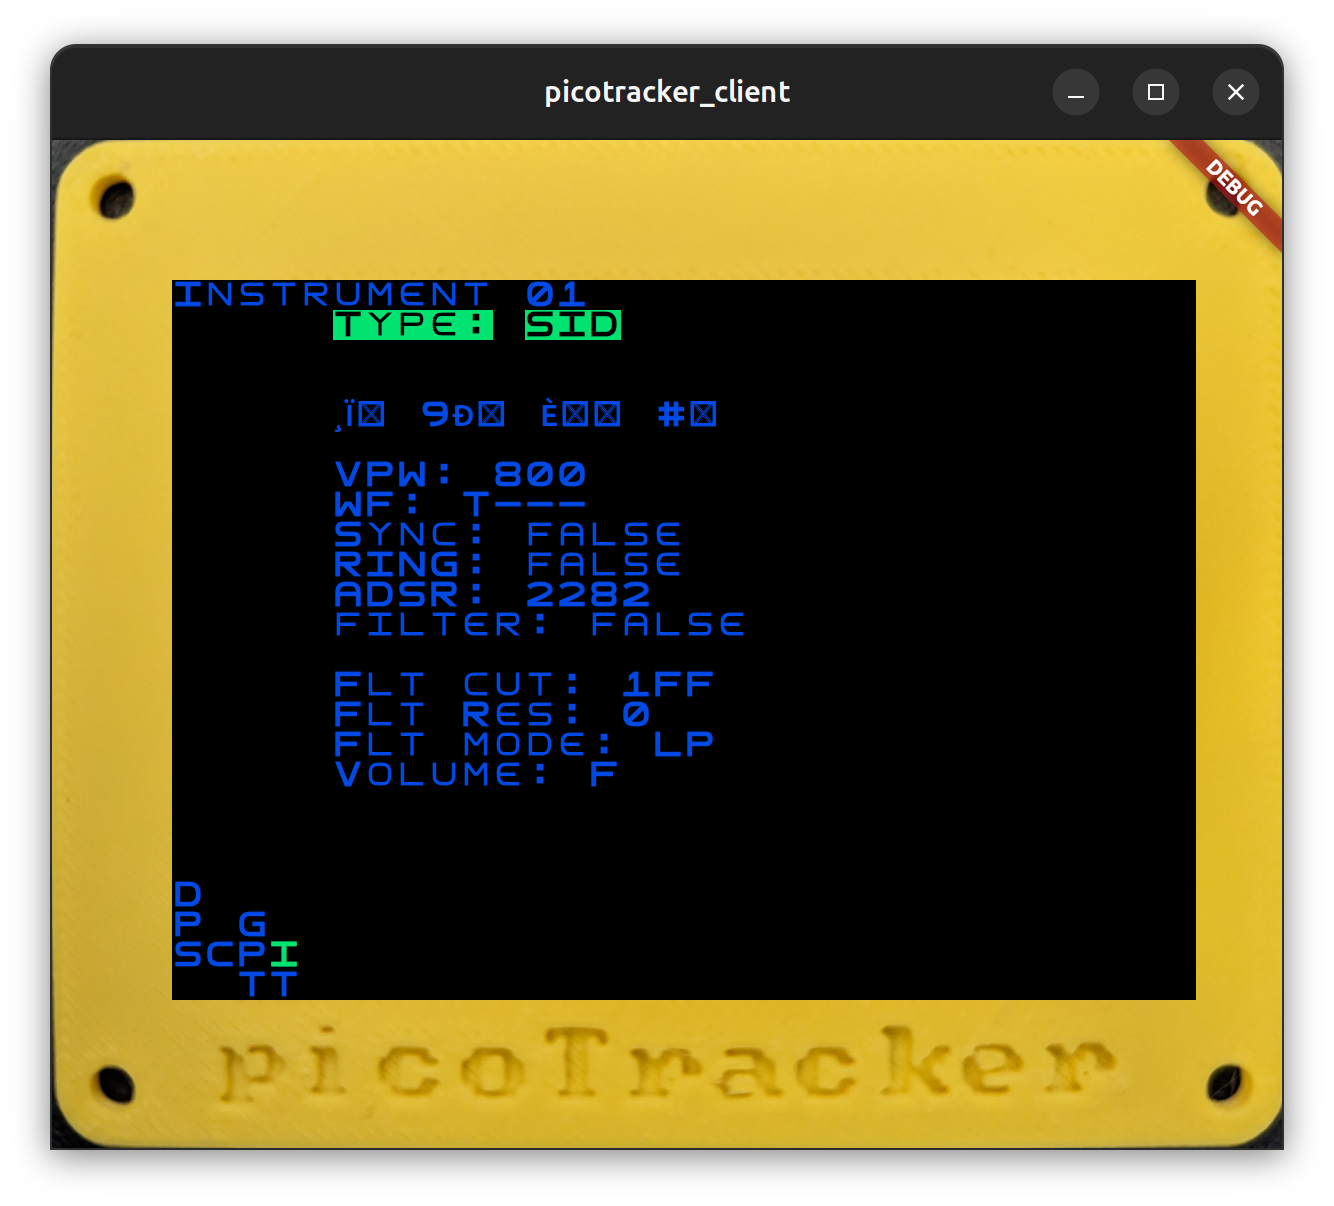 picotracker_client
DEBUG
INSTRUMENT 01
TYPE: SID
¸Ï 9Ð È #
VPW: 800
WF: T---
SYNC: FALSE
RING: FALSE
ADSR: 2282
FILTER: FALSE
FLT CUT: 1FF
FLT RES: 0
FLT MODE: LP
VOLUME: F
D
P G
SCPI
TT
picoTracker